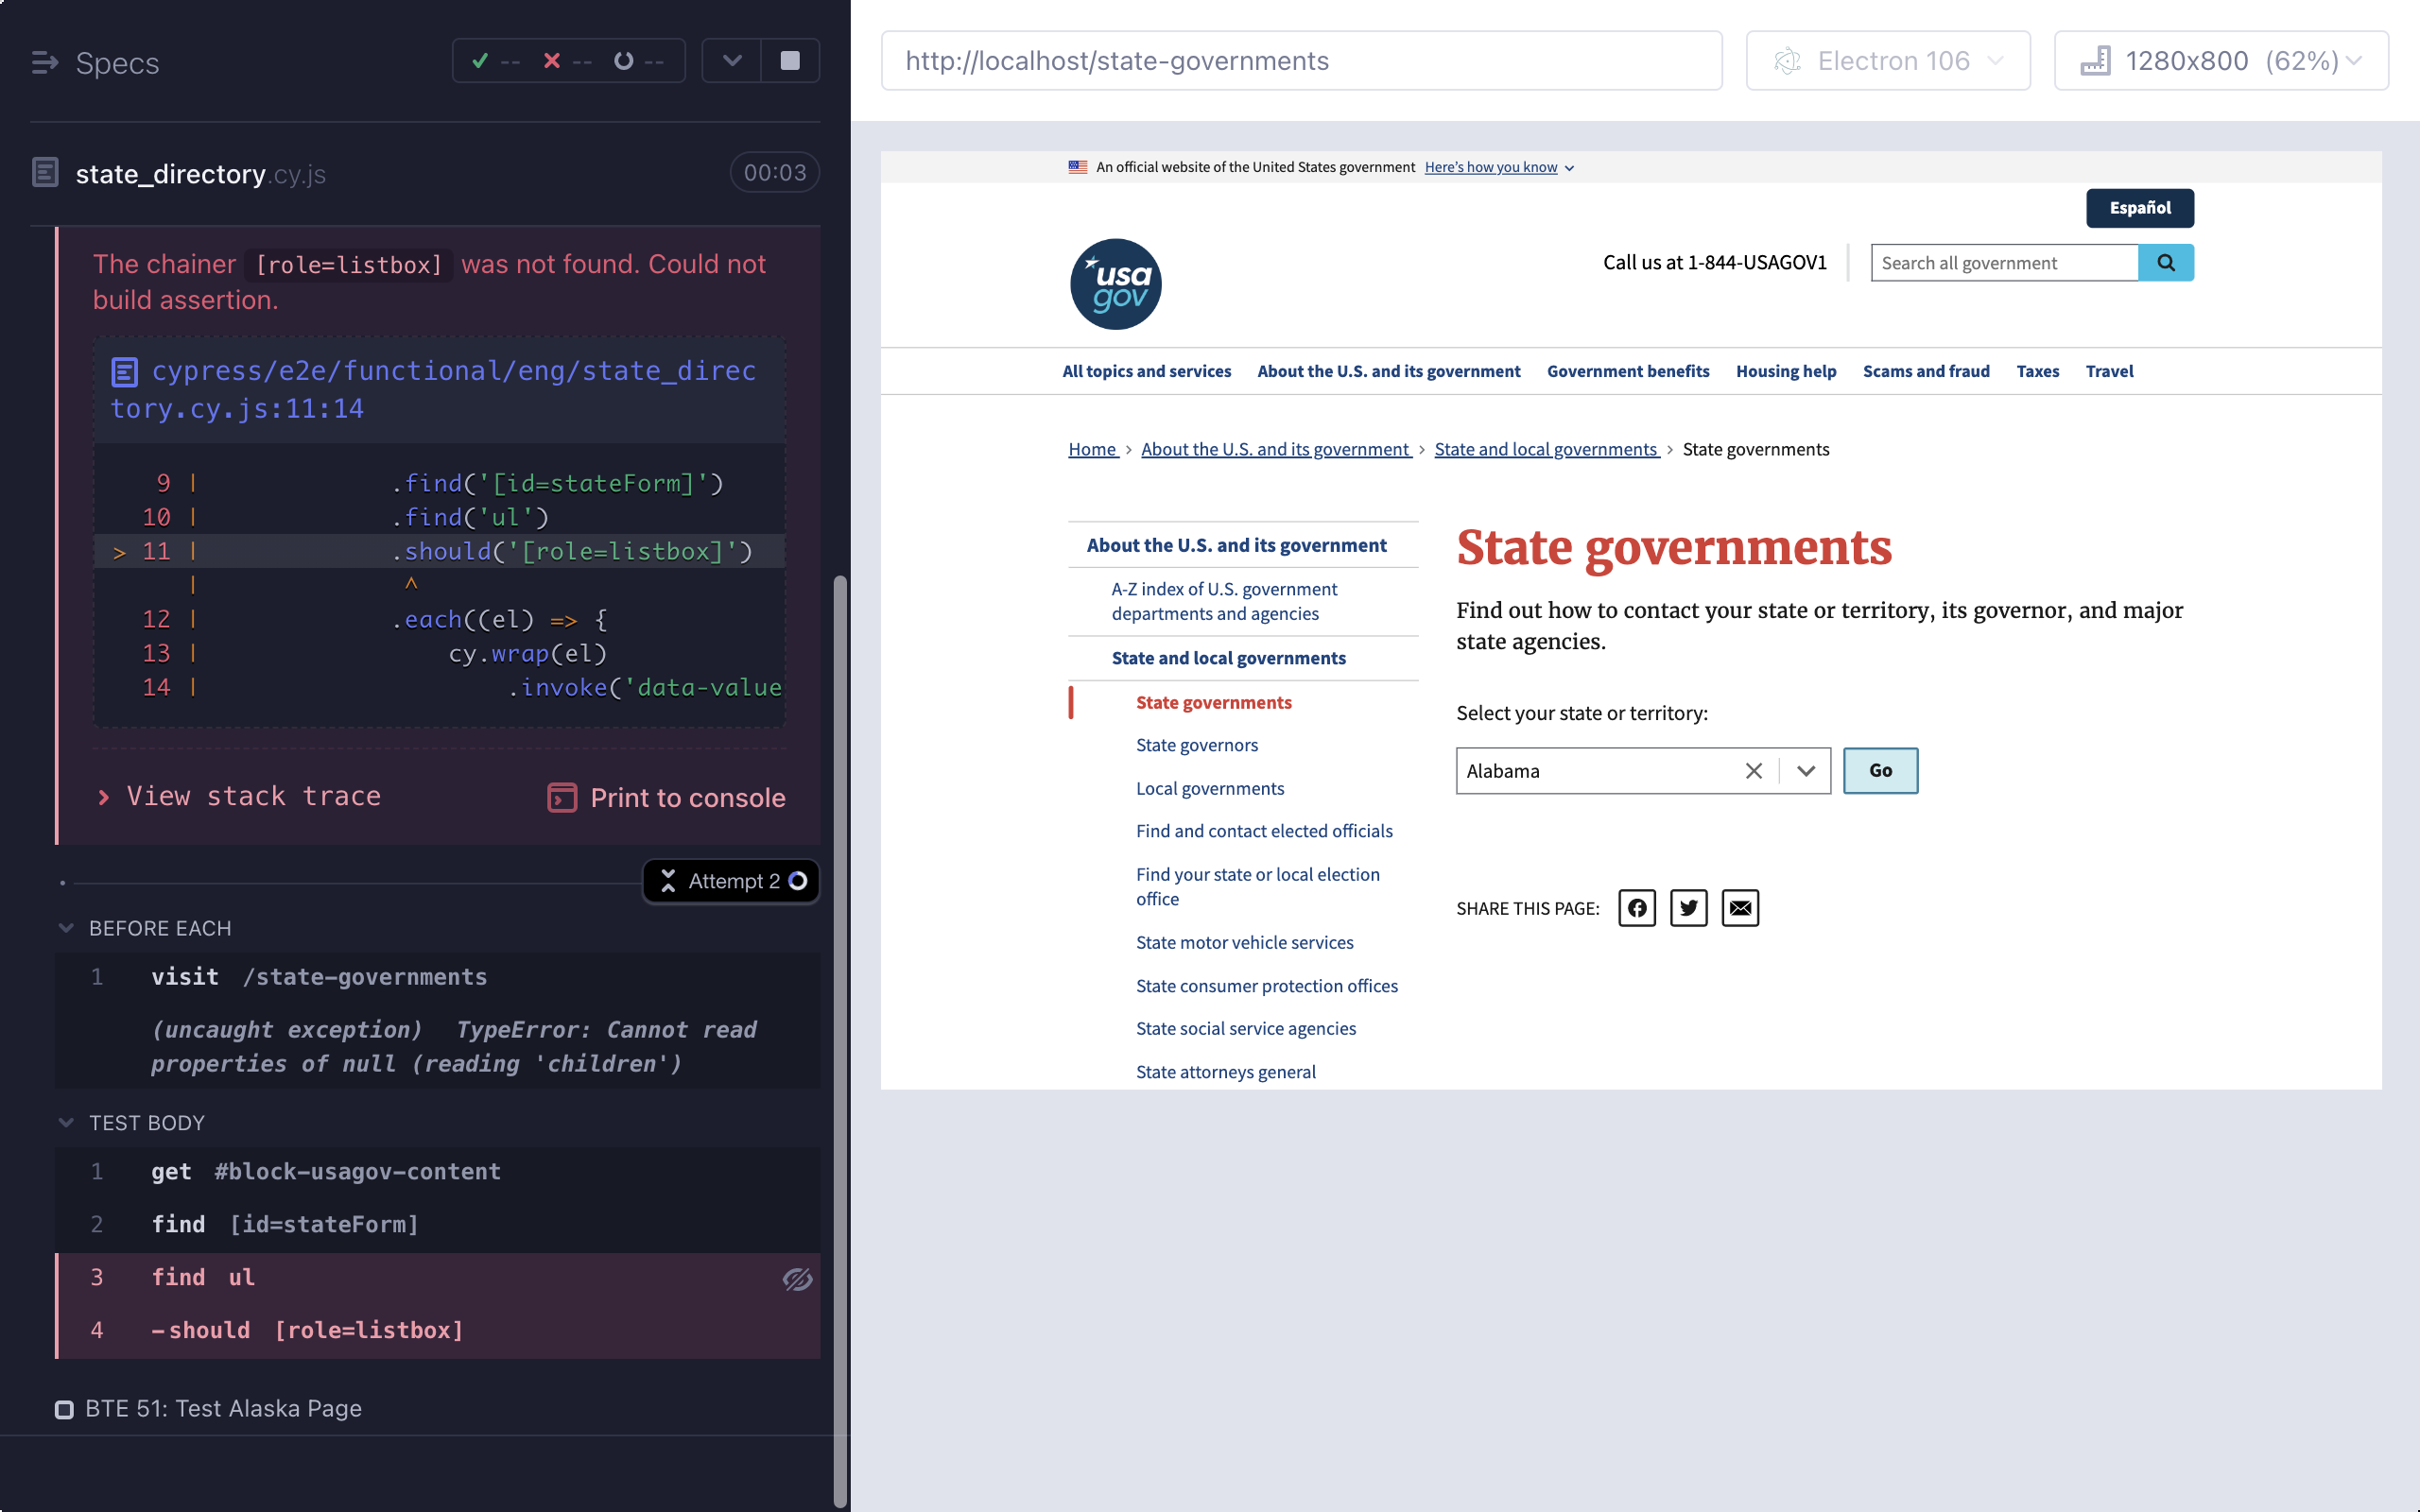 Specs
-- -- --
state_directory.cy.js
00:03
The chainer [role=listbox] was not found. Could not
build assertion.
cypress/e2e/functional/eng/state_direc
tory.cy.js:11:14
9 | .find('[id=stateForm]')
10 | .find('ul')
> 11 | .should('[role=listbox]')
| ^
12 | .each((el) => {
13 | cy.wrap(el)
14 | .invoke('data-value
View stack trace
Print to console
Attempt 2
BEFORE EACH
1 visit /state-governments
(uncaught exception) TypeError: Cannot read
properties of null (reading 'children')
TEST BODY
1 get #block-usagov-content
2 find [id=stateForm]
3 find ul
4 -should [role=listbox]
BTE 51: Test Alaska Page
http://localhost/state-governments
Electron 106
1280x800 (62%)
An official website of the United States government Here's how you know
Español
usa
gov
Call us at 1-844-USAGOV1
Search all government
All topics and services About the U.S. and its government Government benefits Housing help Scams and fraud Taxes Travel
Home > About the U.S. and its government > State and local governments > State governments
About the U.S. and its government
A-Z index of U.S. government
departments and agencies
State and local governments
State governments
State governors
Local governments
Find and contact elected officials
Find your state or local election
office
State motor vehicle services
State consumer protection offices
State social service agencies
State attorneys general
State governments
Find out how to contact your state or territory, its governor, and major
state agencies.
Select your state or territory:
Alabama
Go
SHARE THIS PAGE: